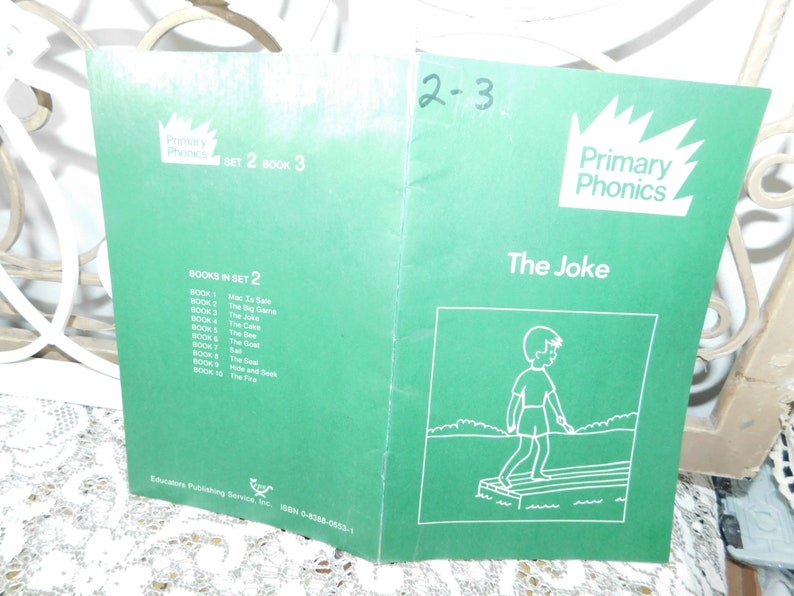 Primary
Phonics
SET 2 BOOK 3
BOOKS IN SET 2
BOOK 1 Mac Is Safe
BOOK 2 The Big Game
BOOK 3 The Joke
BOOK 4 The Cake
BOOK 5 The Bee
BOOK 6 The Goat
BOOK 7 Sail
BOOK 8 The Seal
BOOK 9 Hide and Seek
BOOK 10 The Fire
eps
Educators Publishing Service, Inc. ISBN 0-8388-0553-1
2-3
Primary
Phonics
The Joke